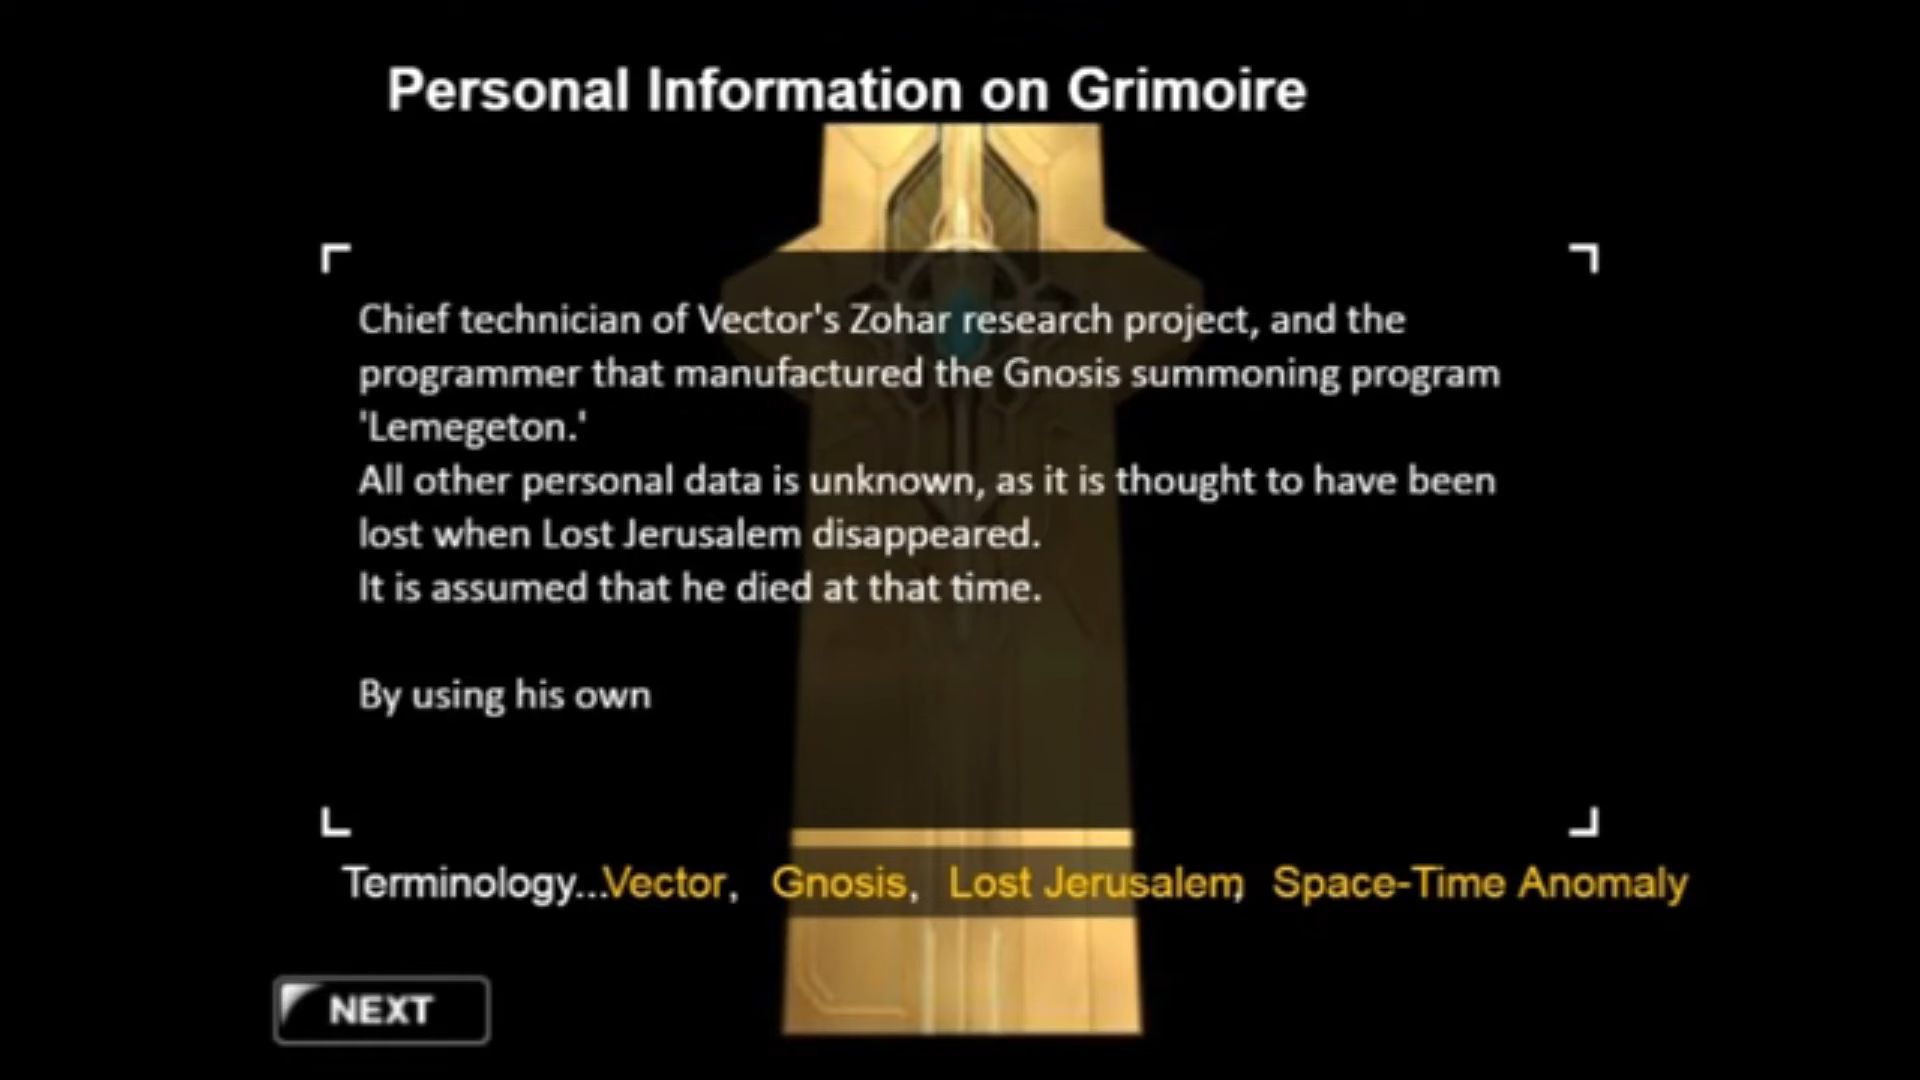 Personal Information on Grimoire
Chief technician of Vector's Zohar research project, and the
programmer that manufactured the Gnosis summoning program
'Lemegeton.'
All other personal data is unknown, as it is thought to have been
lost when Lost Jerusalem disappeared.
It is assumed that he died at that time.
By using his own
Terminology...Vector, Gnosis, Lost Jerusalem, Space-Time Anomaly
NEXT